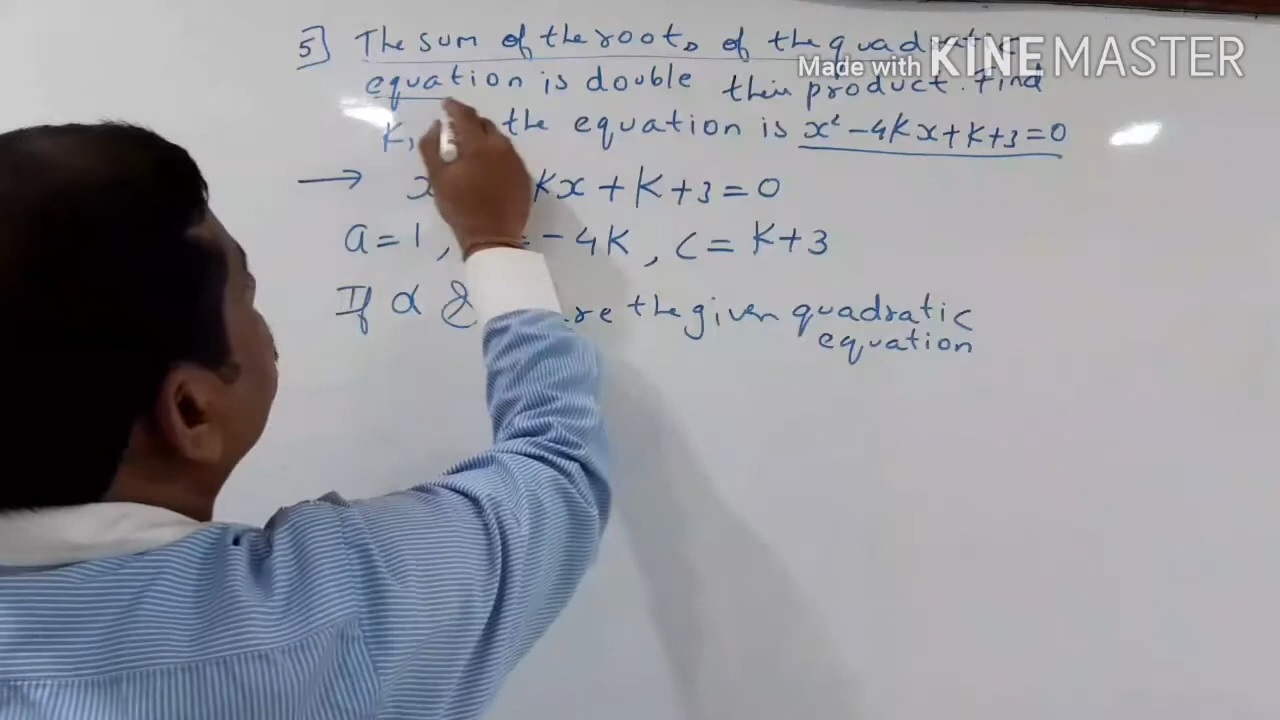 5] The sum of the roots of the quadratic
Made with KINEMASTER
equation is double their product. Find
K, the equation is x² - 4Kx + K + 3 = 0
→ x Kx + K + 3 = 0
a = 1, = - 4K, c = K + 3
If α & are the given quadratic
equation